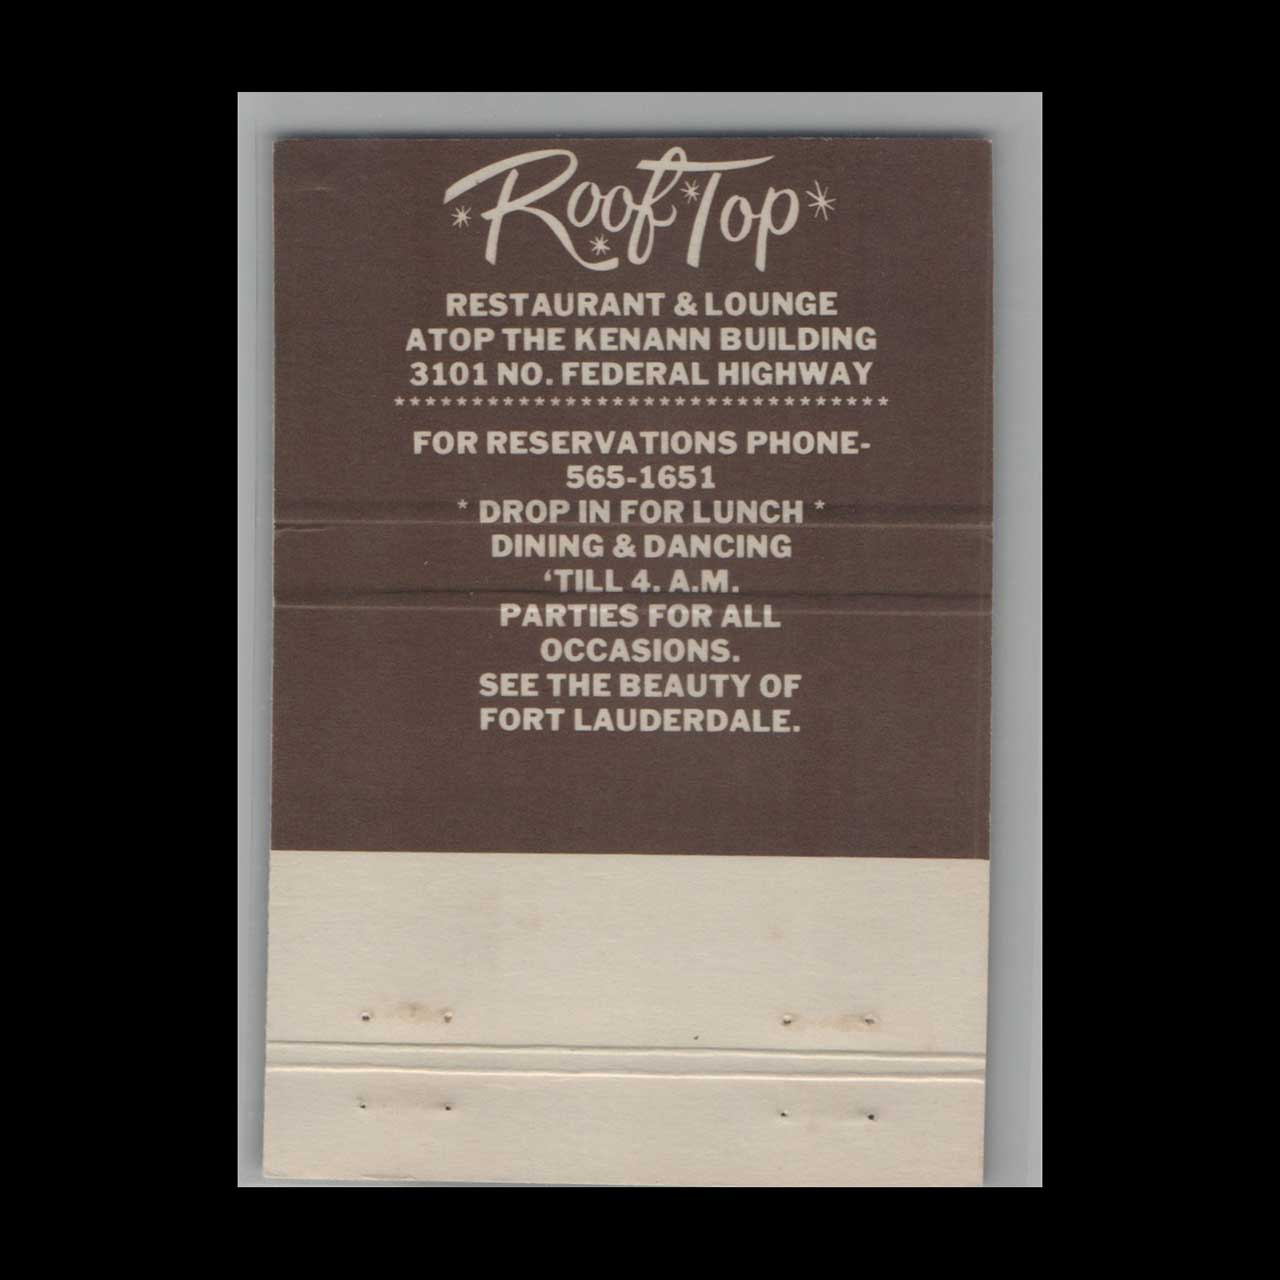 Roof Top
RESTAURANT & LOUNGE
ATOP THE KENANN BUILDING
3101 NO. FEDERAL HIGHWAY
**********************************
FOR RESERVATIONS PHONE-
565-1651
* DROP IN FOR LUNCH *
DINING & DANCING
‘TILL 4. A.M.
PARTIES FOR ALL
OCCASIONS.
SEE THE BEAUTY OF
FORT LAUDERDALE.